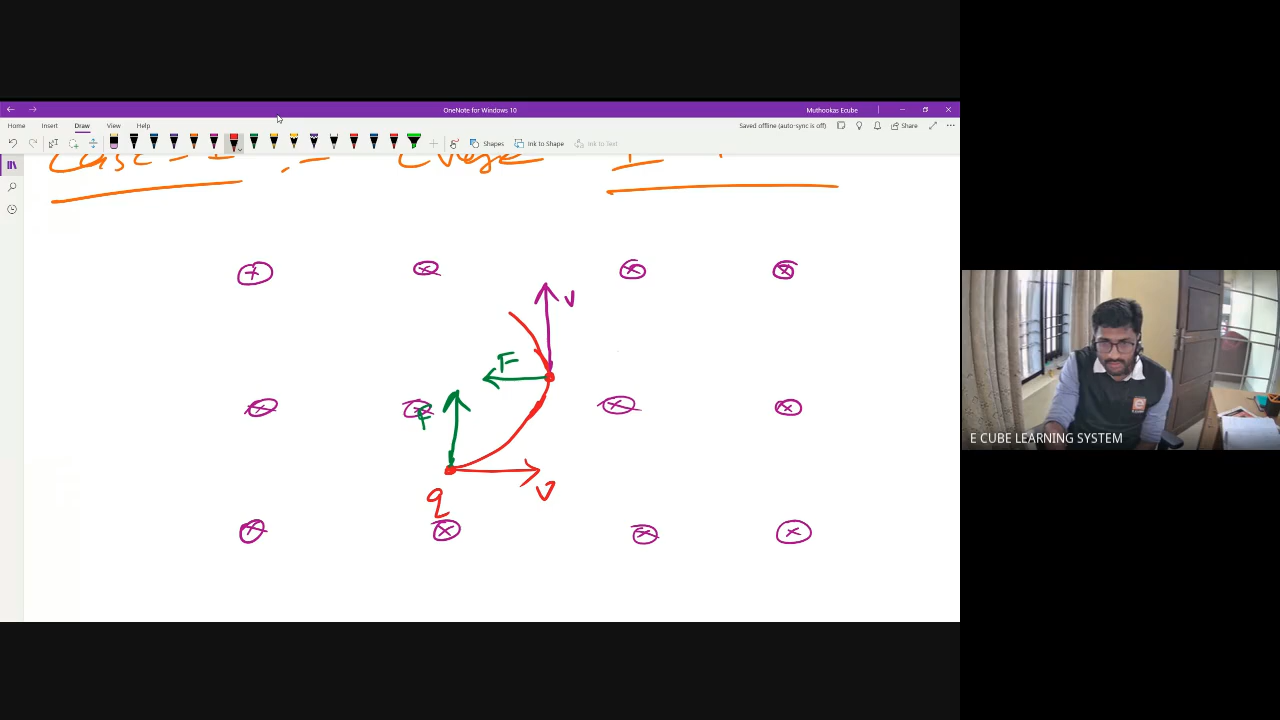 OneNote for Windows 10
Muthookas Ecube
Home Insert Draw View Help
Saved offline (auto-sync is off)
Share
Shapes
Ink to Shape
Ink to Text
V
F
F
q
V
E CUBE LEARNING SYSTEM